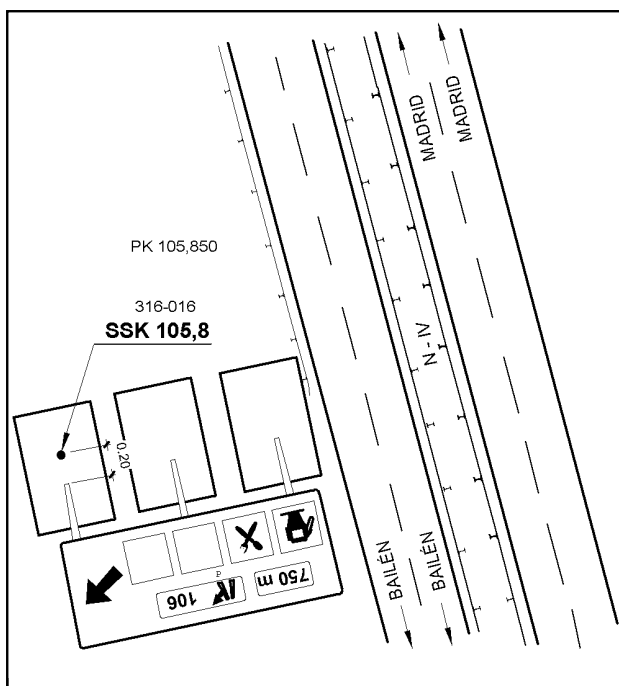 MADRID
MADRID
PK 105,850
316-016
SSK 105,8
N - IV
0,20
BAILÉN
BAILÉN
P
106
750 m